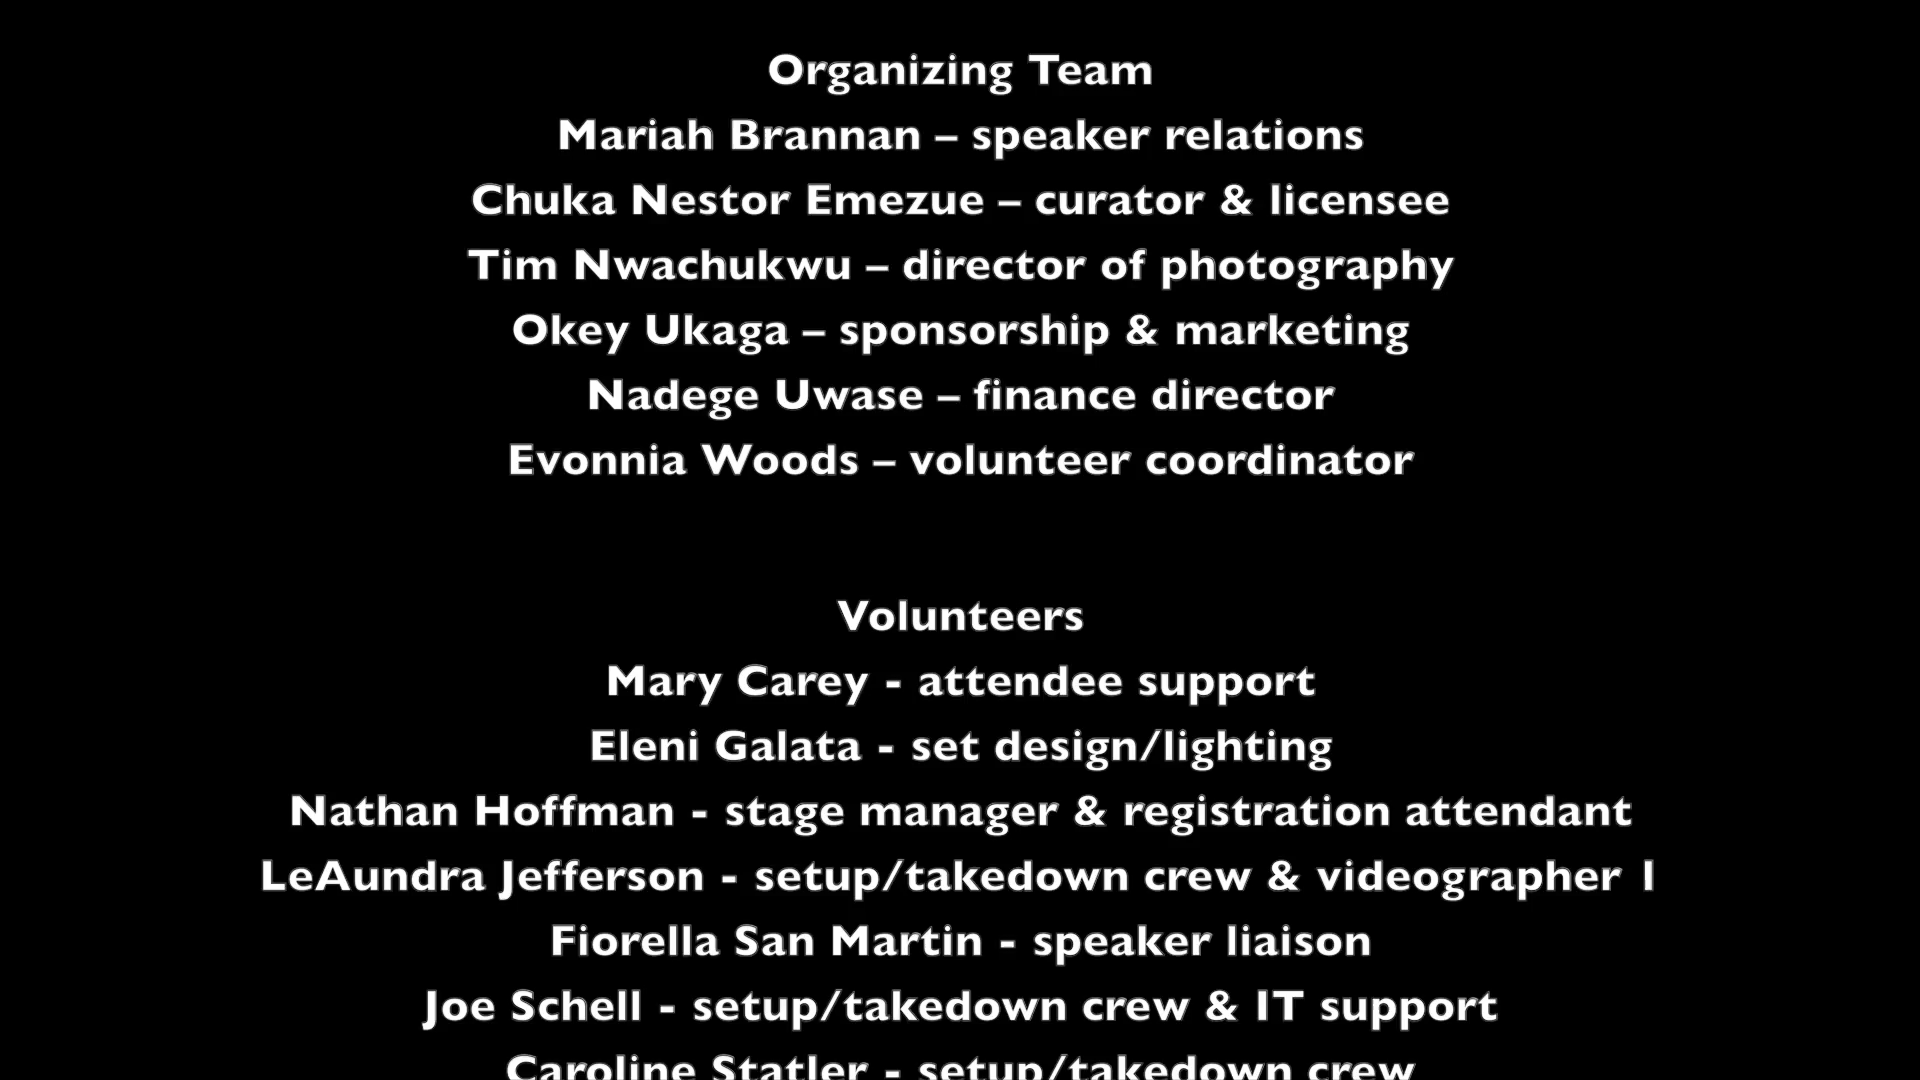 Organizing Team
Mariah Brannan – speaker relations
Chuka Nestor Emezue – curator & licensee
Tim Nwachukwu – director of photography
Okey Ukaga – sponsorship & marketing
Nadege Uwase – finance director
Evonnia Woods – volunteer coordinator
Volunteers
Mary Carey - attendee support
Eleni Galata - set design/lighting
Nathan Hoffman - stage manager & registration attendant
LeAundra Jefferson - setup/takedown crew & videographer 1
Fiorella San Martin - speaker liaison
Joe Schell - setup/takedown crew & IT support
Caroline Statler - setup/takedown crew